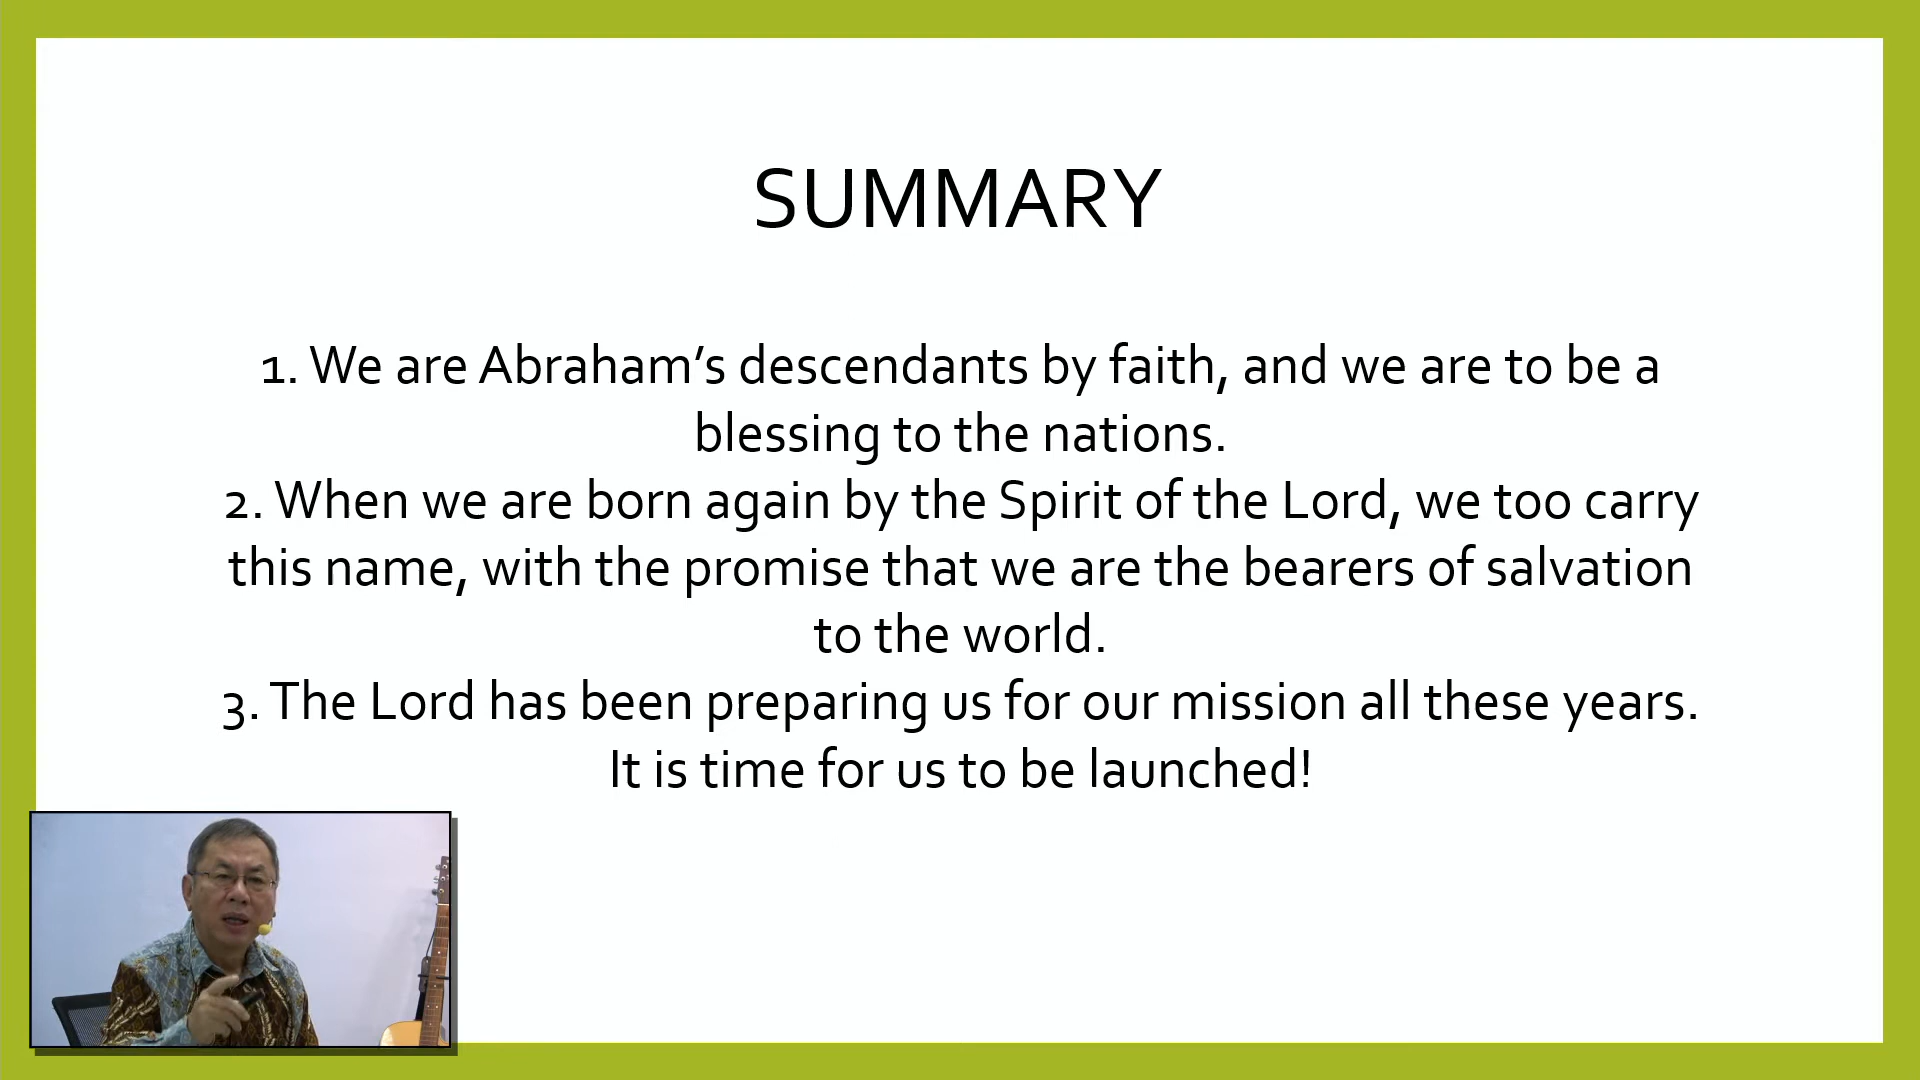 SUMMARY
1. We are Abraham’s descendants by faith, and we are to be a
blessing to the nations.
2. When we are born again by the Spirit of the Lord, we too carry
this name, with the promise that we are the bearers of salvation
to the world.
3. The Lord has been preparing us for our mission all these years.
It is time for us to be launched!